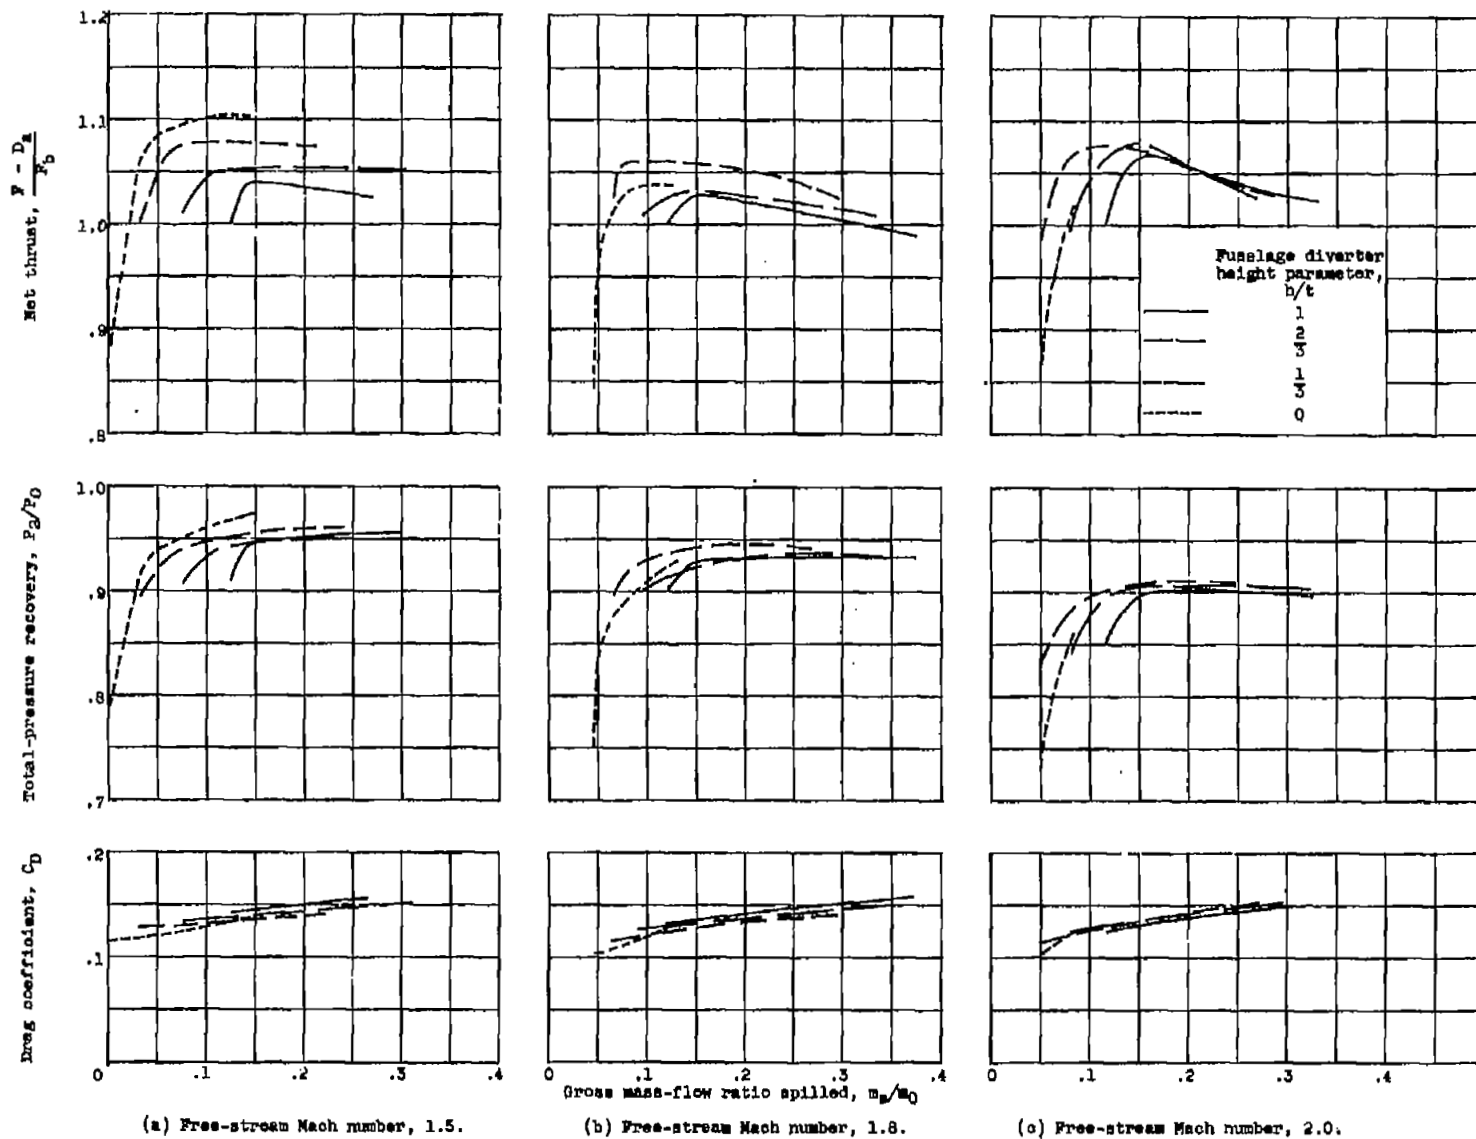 1.2
1.1
1.0
.9
.8
Net thrust, F - Da / Fb
Fuselage diverter
height parameter,
h/t
1
2/3
1/3
0
1.0
.9
.8
.7
Total-pressure recovery, P2/P0
.2
.1
0
Drag coefficient, CD
0 .1 .2 .3 .4
0 .1 .2 .3 .4
0 .1 .2 .3 .4
Gross mass-flow ratio spilled, ms/m0
(a) Free-stream Mach number, 1.5.
(b) Free-stream Mach number, 1.8.
(c) Free-stream Mach number, 2.0.